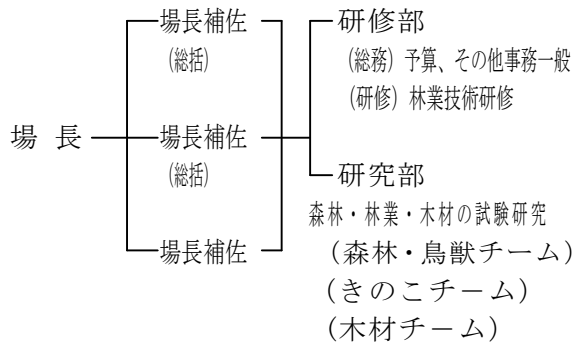 場長
場長補佐
(総括)
場長補佐
(総括)
場長補佐
研修部
(総務) 予算、その他事務一般
(研修) 林業技術研修
研究部
森林・林業・木材の試験研究
(森林・鳥獣チーム)
(きのこチーム)
(木材チーム)